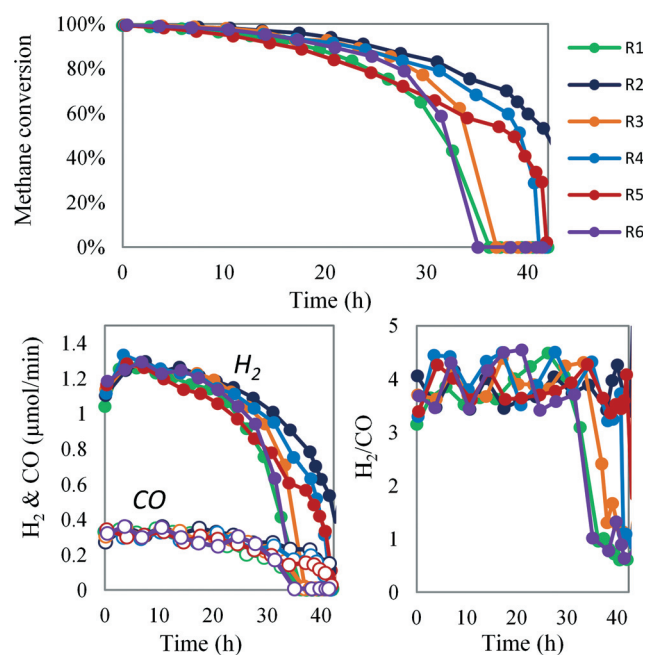 100%
80%
60%
40%
20%
0%
Methane conversion
0
10
20
30
40
Time (h)
R1
R2
R3
R4
R5
R6
1.4
1.2
1
0.8
0.6
0.4
0.2
0
H₂ & CO (μmol/min)
H₂
CO
0
10
20
30
40
Time (h)
5
4
3
2
1
0
H₂/CO
0
10
20
30
40
Time (h)